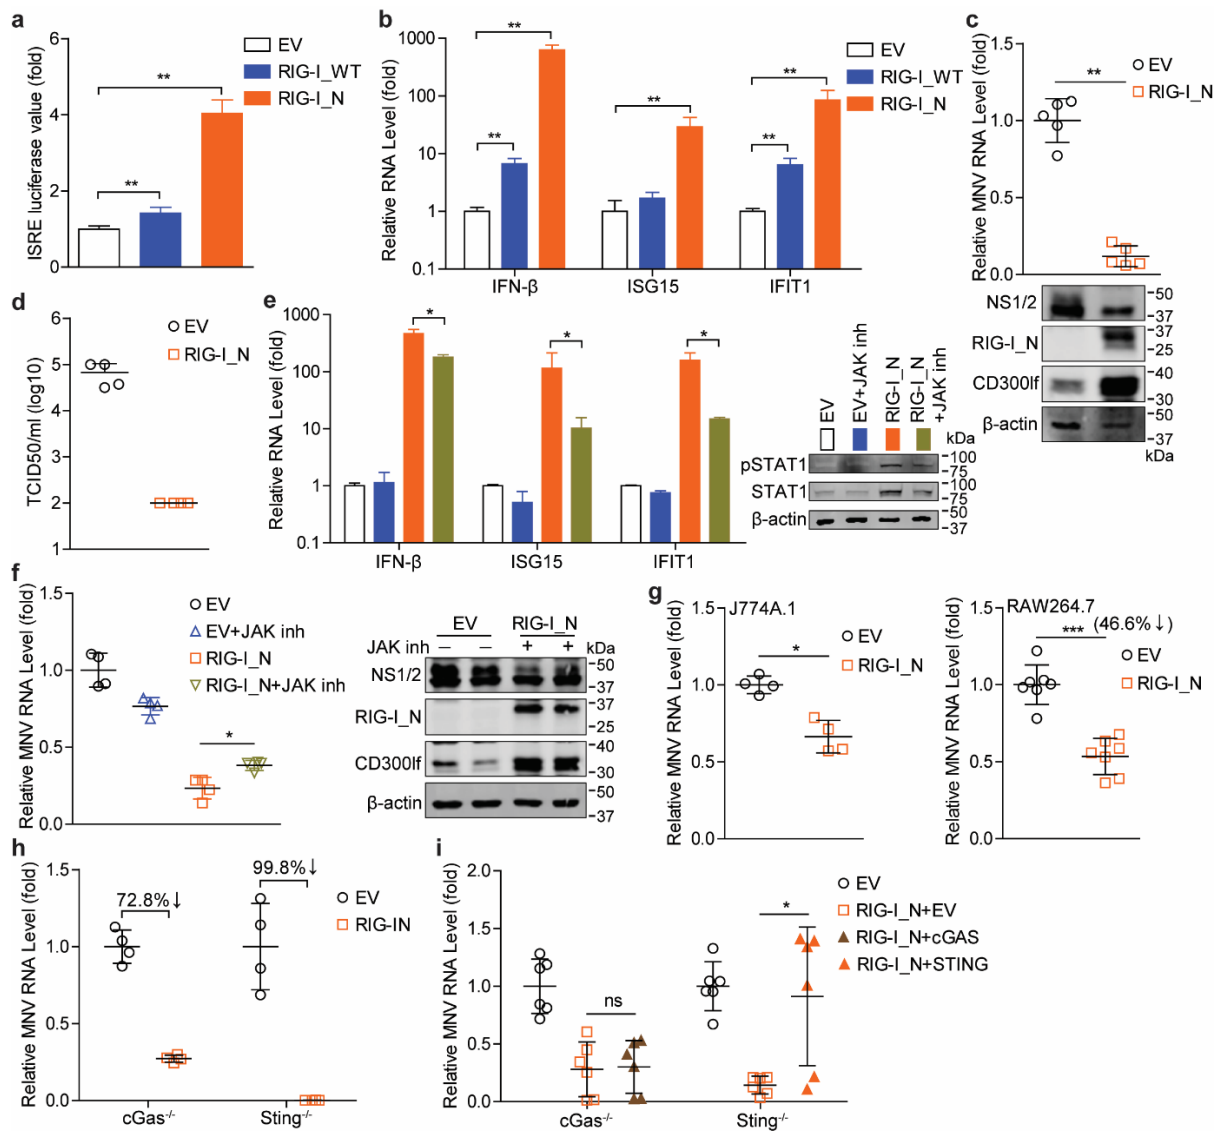 a
ISRE luciferase value (fold)
6
4
2
0
**
**
EV
RIG-I_WT
RIG-I_N
b
Relative RNA Level (fold)
1000
100
10
1
0.1
**
**
**
**
**
EV
RIG-I_WT
RIG-I_N
IFN-β
ISG15
IFIT1
c
Relative MNV RNA Level (fold)
1.5
1.0
0.5
0.0
**
EV
RIG-I_N
NS1/2
50
37
RIG-I_N
37
25
CD300lf
40
30
β-actin
50
37
kDa
d
TCID50/ml (log10)
7
5
3
2
1
EV
RIG-I_N
e
Relative RNA Level (fold)
1000
100
10
1
0.1
*
*
*
IFN-β
ISG15
IFIT1
EV
EV+JAK inh
RIG-I_N
RIG-I_N
+JAK inh
kDa
pSTAT1
100
75
STAT1
100
75
β-actin
50
37
f
Relative MNV RNA Level (fold)
1.5
1.0
0.5
0.0
*
EV
EV+JAK inh
RIG-I_N
RIG-I_N+JAK inh
EV
RIG-I_N
JAK inh
–
–
+
+
kDa
NS1/2
50
37
RIG-I_N
37
25
CD300lf
40
30
β-actin
50
37
g
Relative MNV RNA Level (fold)
J774A.1
1.5
1.0
0.5
0.0
*
EV
RIG-I_N
Relative MNV RNA Level (fold)
RAW264.7
1.5
1.0
0.5
0.0
***
(46.6%↓)
EV
RIG-I_N
h
Relative MNV RNA Level (fold)
1.5
1.0
0.5
0.0
72.8%↓
99.8%↓
EV
RIG-IN
cGas-/-
Sting-/-
i
Relative MNV RNA Level (fold)
2.0
1.5
1.0
0.5
0.0
ns
*
EV
RIG-I_N+EV
RIG-I_N+cGAS
RIG-I_N+STING
cGas-/-
Sting-/-